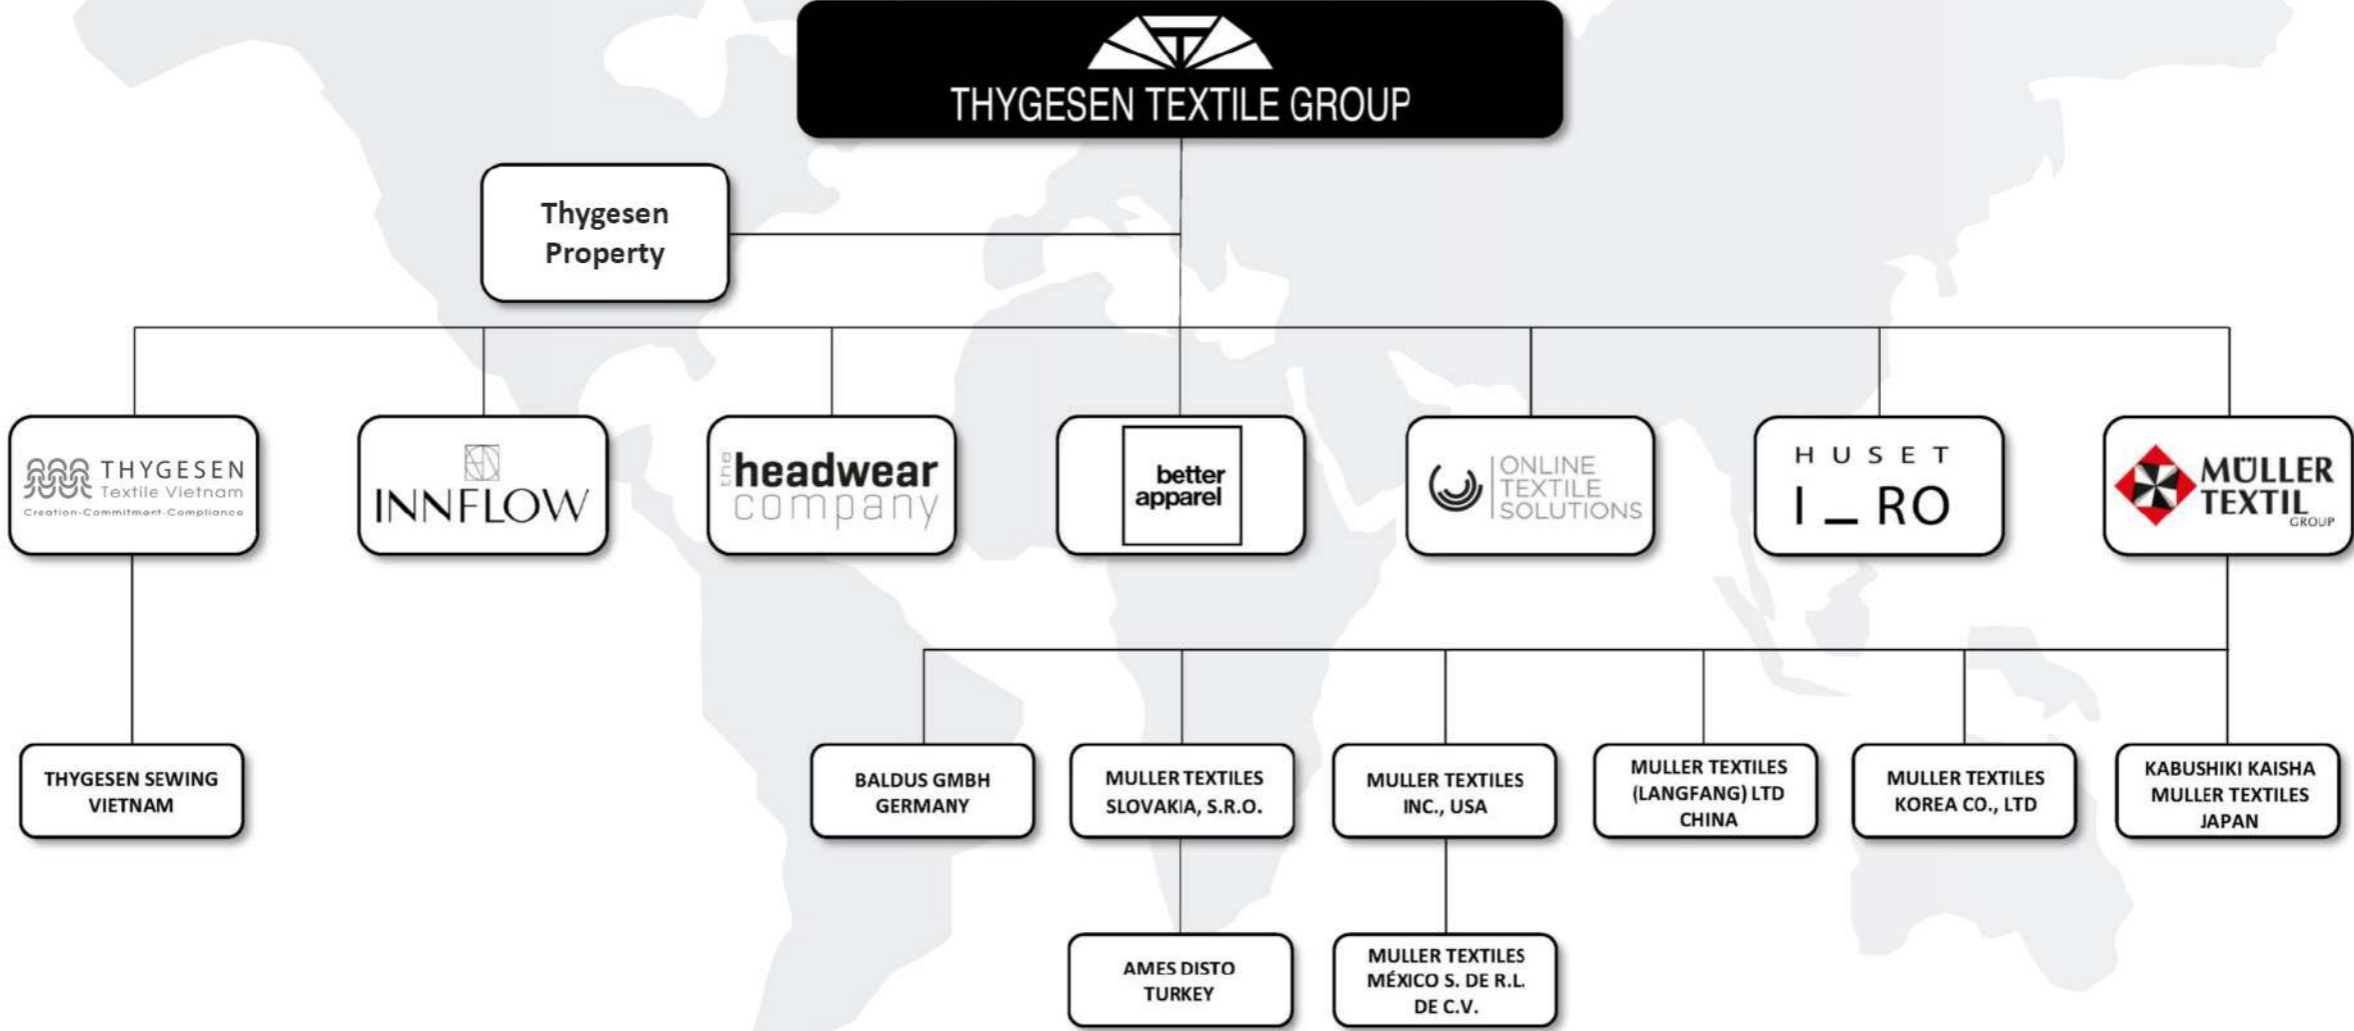 THYGESEN TEXTILE GROUP
Thygesen
Property
THYGESEN
Textile Vietnam
Creation-Commitment-Compliance
INNFLOW
the
headwear
company
better
apparel
ONLINE
TEXTILE
SOLUTIONS
HUSET
I_RO
MÜLLER
TEXTIL
GROUP
THYGESEN SEWING
VIETNAM
BALDUS GMBH
GERMANY
MULLER TEXTILES
SLOVAKIA, S.R.O.
MULLER TEXTILES
INC., USA
MULLER TEXTILES
(LANGFANG) LTD
CHINA
MULLER TEXTILES
KOREA CO., LTD
KABUSHIKI KAISHA
MULLER TEXTILES
JAPAN
AMES DISTO
TURKEY
MULLER TEXTILES
MÉXICO S. DE R.L.
DE C.V.